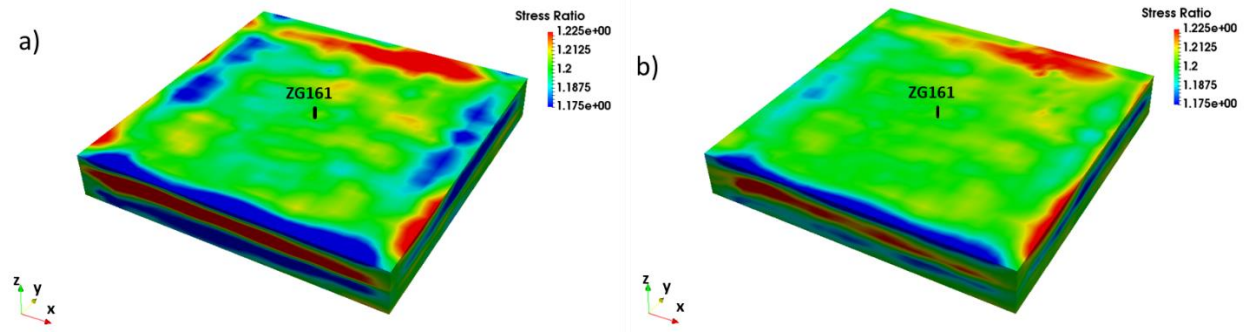 a)
Stress Ratio
1.225e+00
1.2125
1.2
1.1875
1.175e+00
ZG161
z
y
x
b)
Stress Ratio
1.225e+00
1.2125
1.2
1.1875
1.175e+00
ZG161
z
y
x